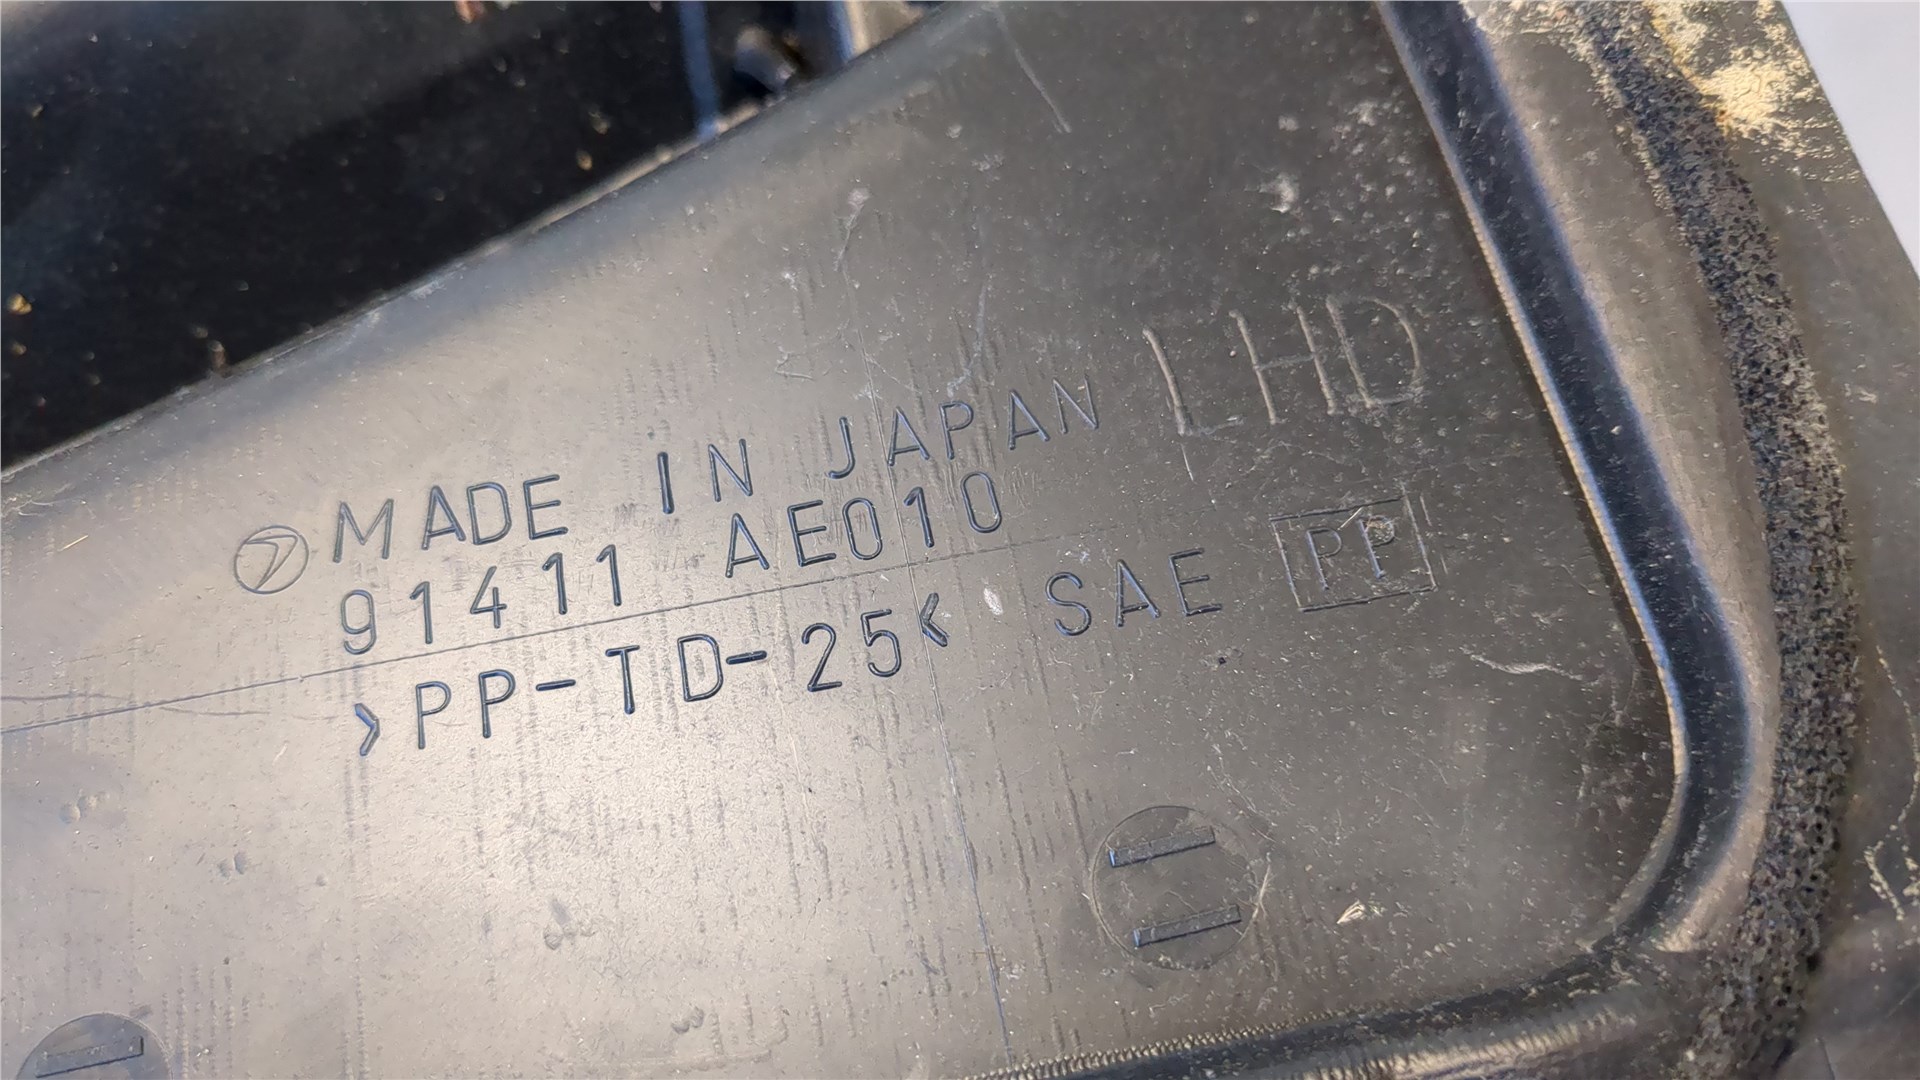 MADE IN JAPAN LHD
91411 AE010
>PP-TD-25< SAE PP